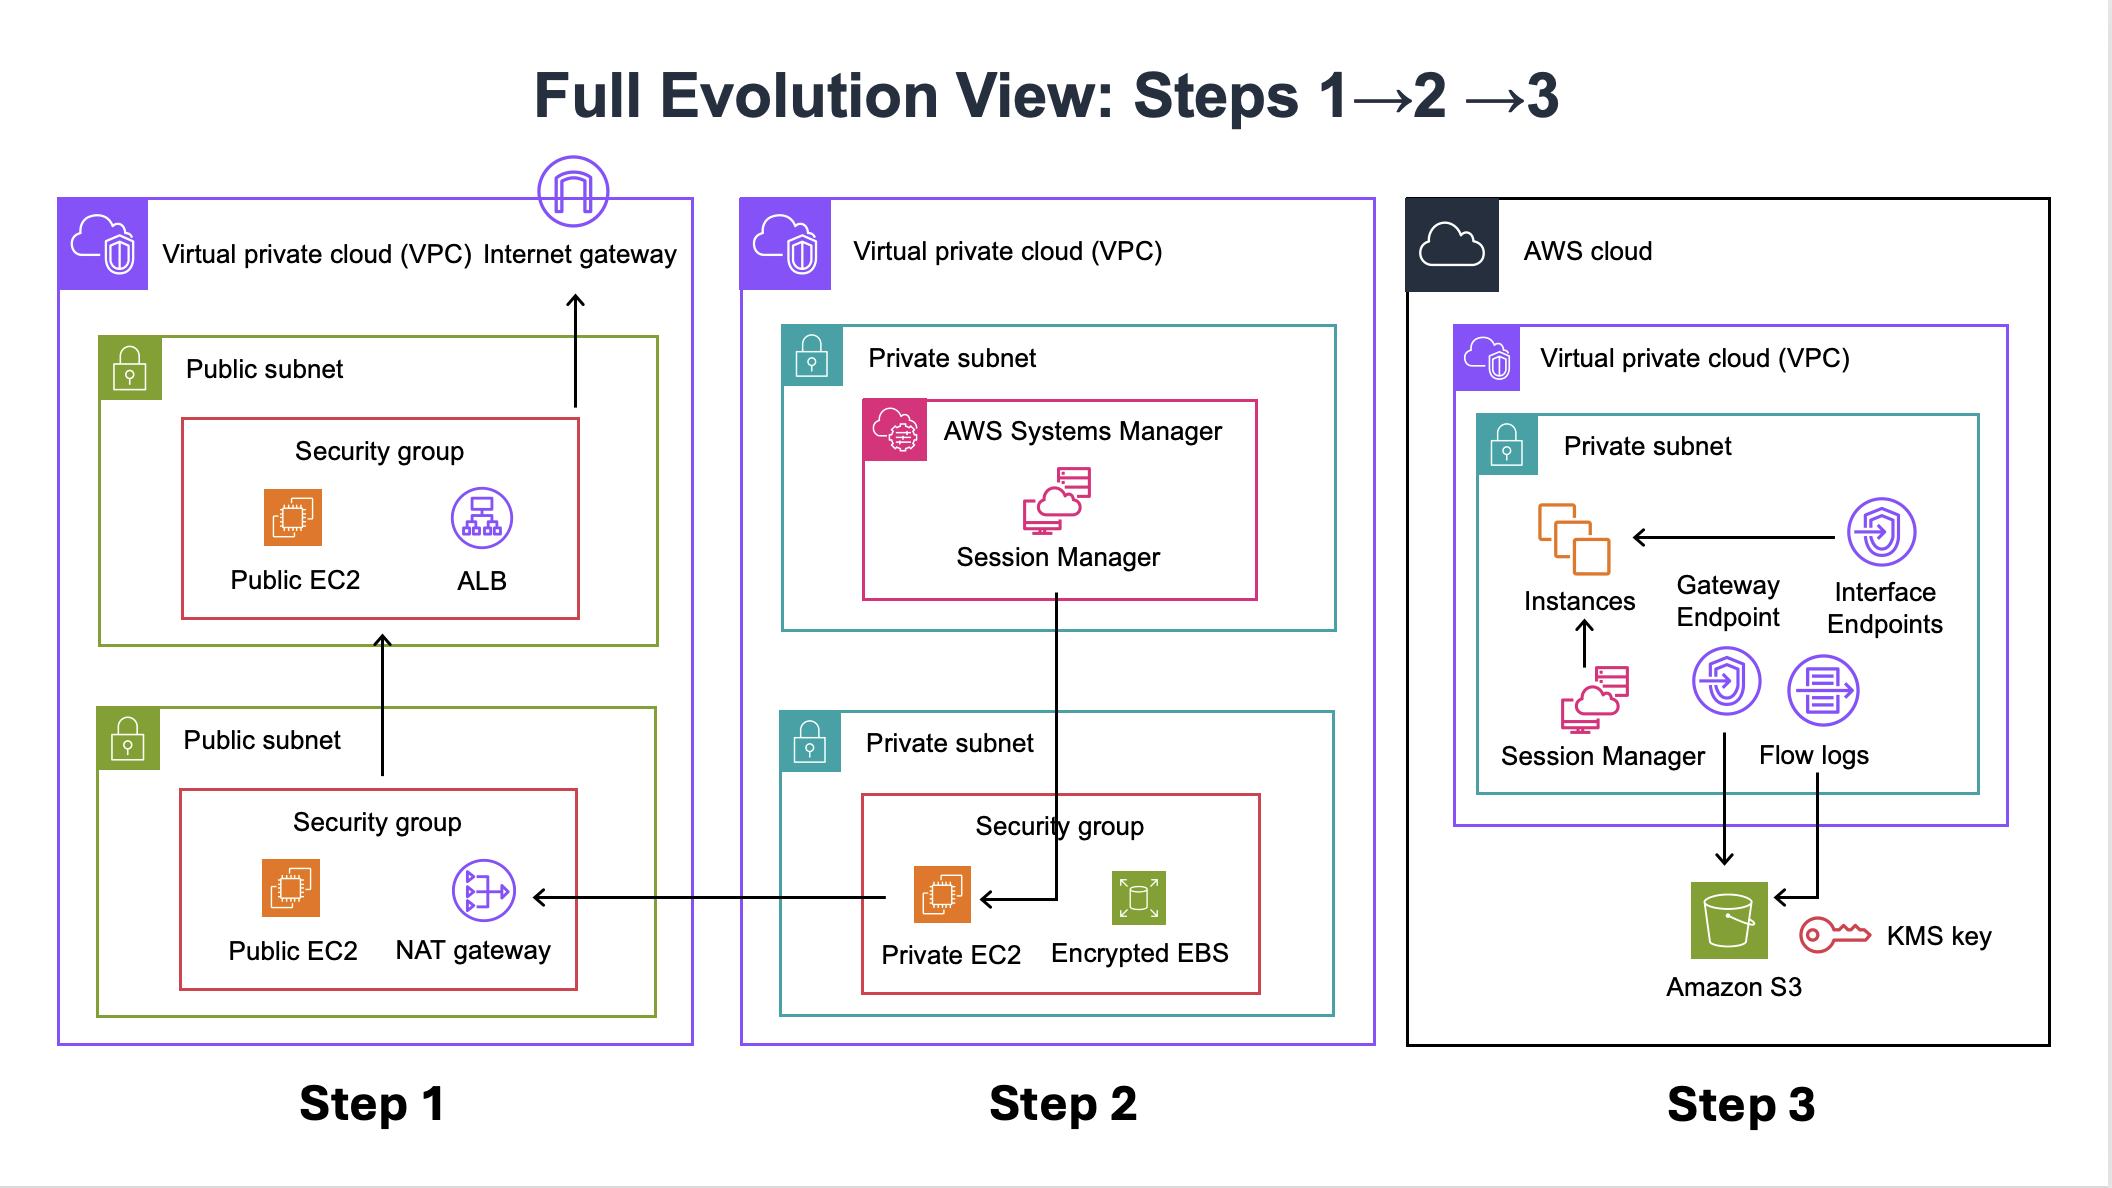 Full Evolution View: Steps 1→2 →3
Virtual private cloud (VPC)
Internet gateway
Public subnet
Security group
Public EC2
ALB
Public subnet
Security group
Public EC2
NAT gateway
Step 1
Virtual private cloud (VPC)
Private subnet
AWS Systems Manager
Session Manager
Private subnet
Security group
Private EC2
Encrypted EBS
Step 2
AWS cloud
Virtual private cloud (VPC)
Private subnet
Instances
Gateway
Endpoint
Interface
Endpoints
Session Manager
Flow logs
Amazon S3
KMS key
Step 3